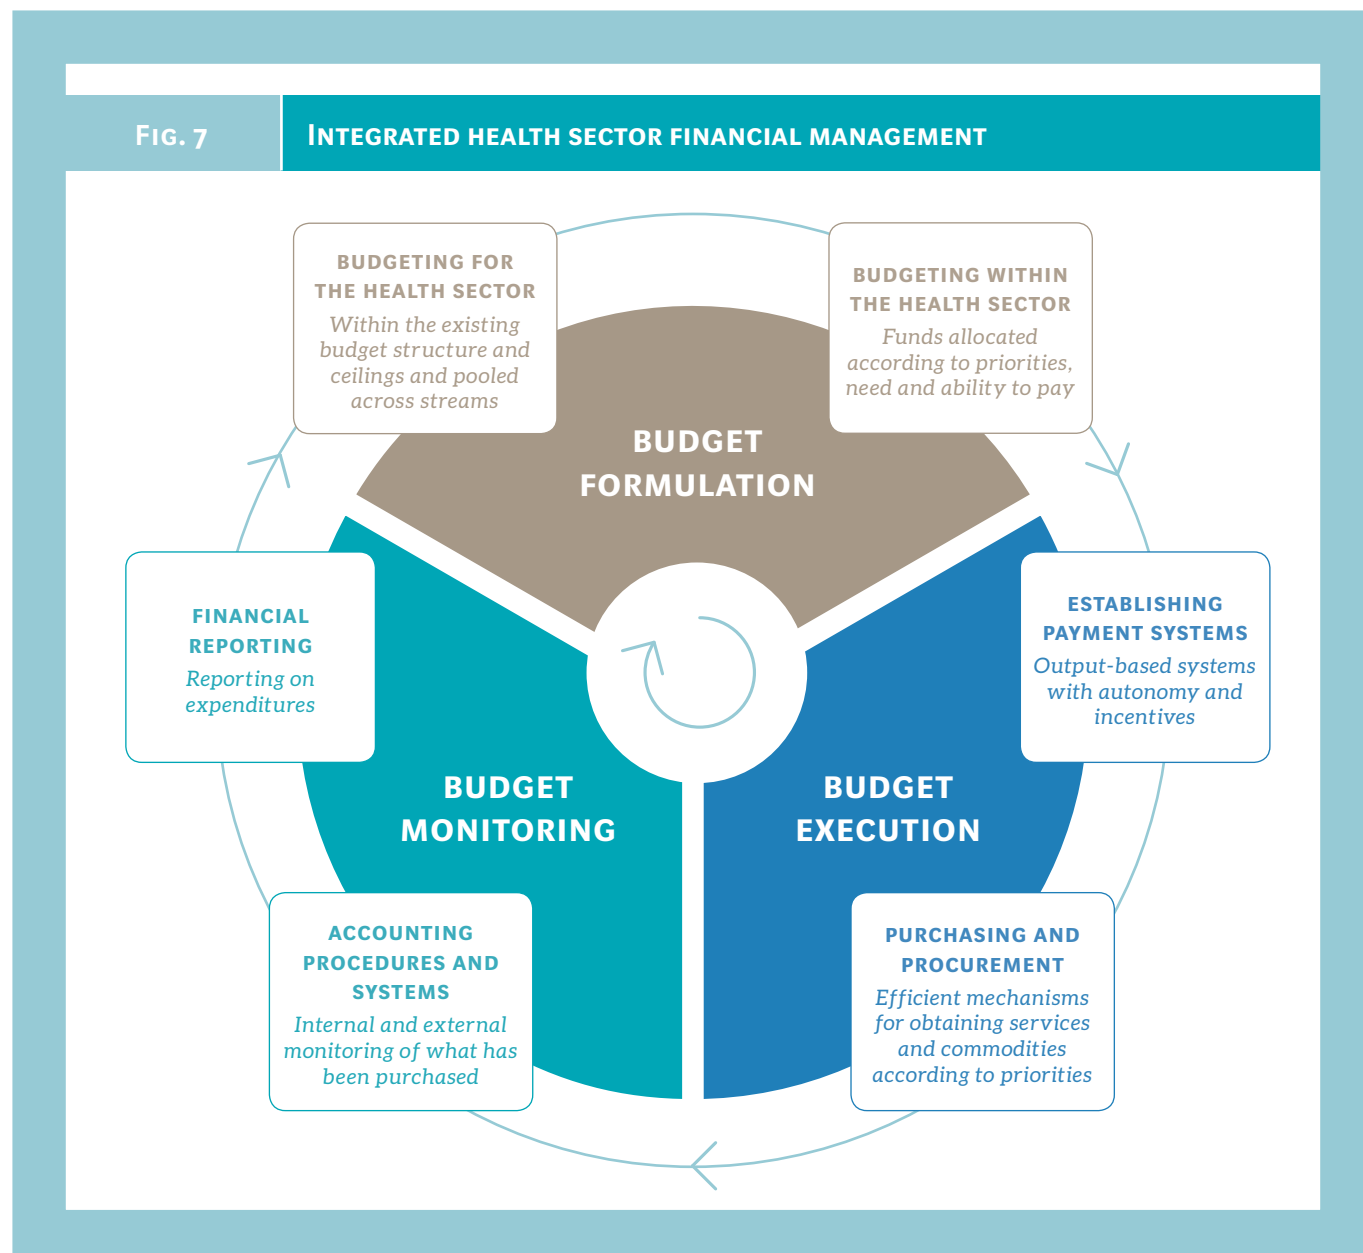 FIG. 7
INTEGRATED HEALTH SECTOR FINANCIAL MANAGEMENT
BUDGETING FOR
THE HEALTH SECTOR
Within the existing
budget structure and
ceilings and pooled
across streams
BUDGETING WITHIN
THE HEALTH SECTOR
Funds allocated
according to priorities,
need and ability to pay
BUDGET
FORMULATION
FINANCIAL
REPORTING
Reporting on
expenditures
ESTABLISHING
PAYMENT SYSTEMS
Output-based systems
with autonomy and
incentives
BUDGET
MONITORING
BUDGET
EXECUTION
ACCOUNTING
PROCEDURES AND
SYSTEMS
Internal and external
monitoring of what has
been purchased
PURCHASING AND
PROCUREMENT
Efficient mechanisms
for obtaining services
and commodities
according to priorities